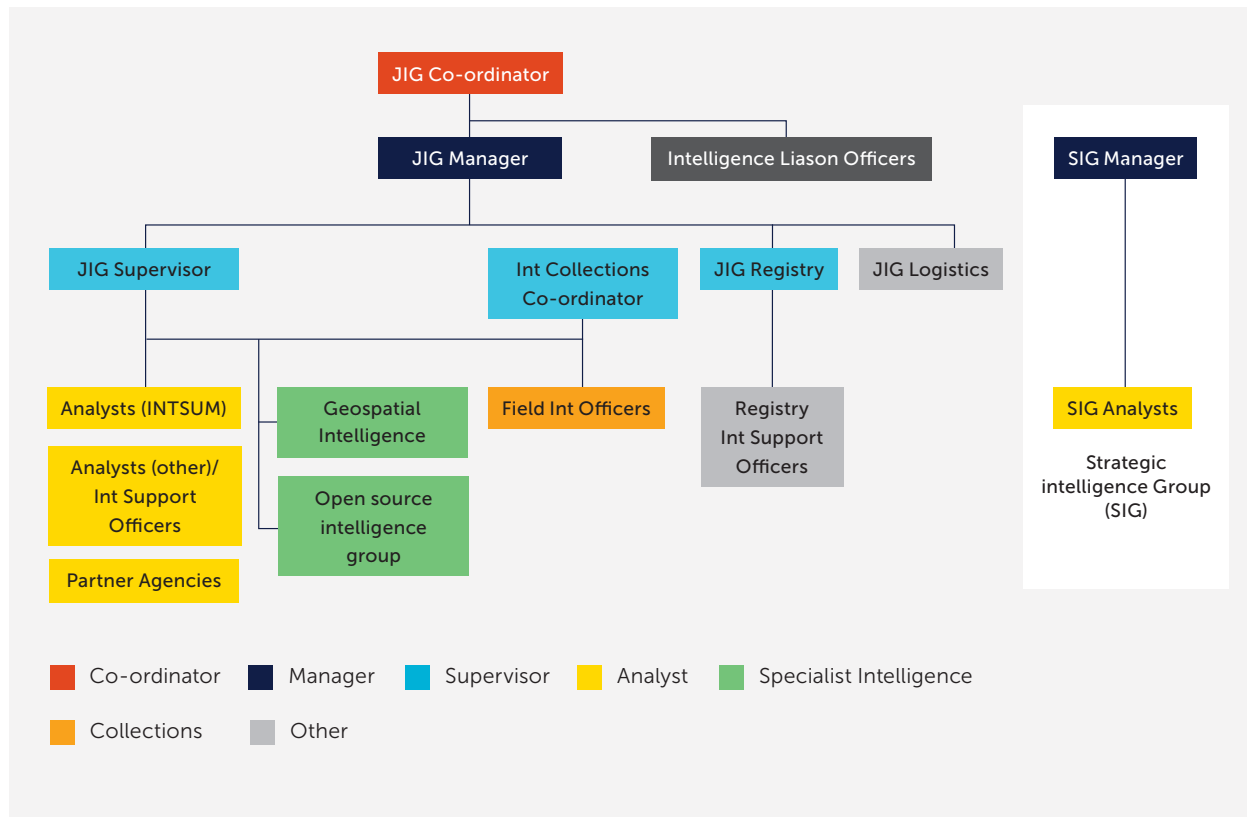 JIG Co-ordinator
JIG Manager
Intelligence Liason Officers
SIG Manager
JIG Supervisor
Int Collections
Co-ordinator
JIG Registry
JIG Logistics
Analysts (INTSUM)
Geospatial
Intelligence
Field Int Officers
Registry
Int Support
Officers
SIG Analysts
Analysts (other)/
Int Support
Officers
Open source
intelligence
group
Strategic
intelligence Group
(SIG)
Partner Agencies
Co-ordinator
Manager
Supervisor
Analyst
Specialist Intelligence
Collections
Other